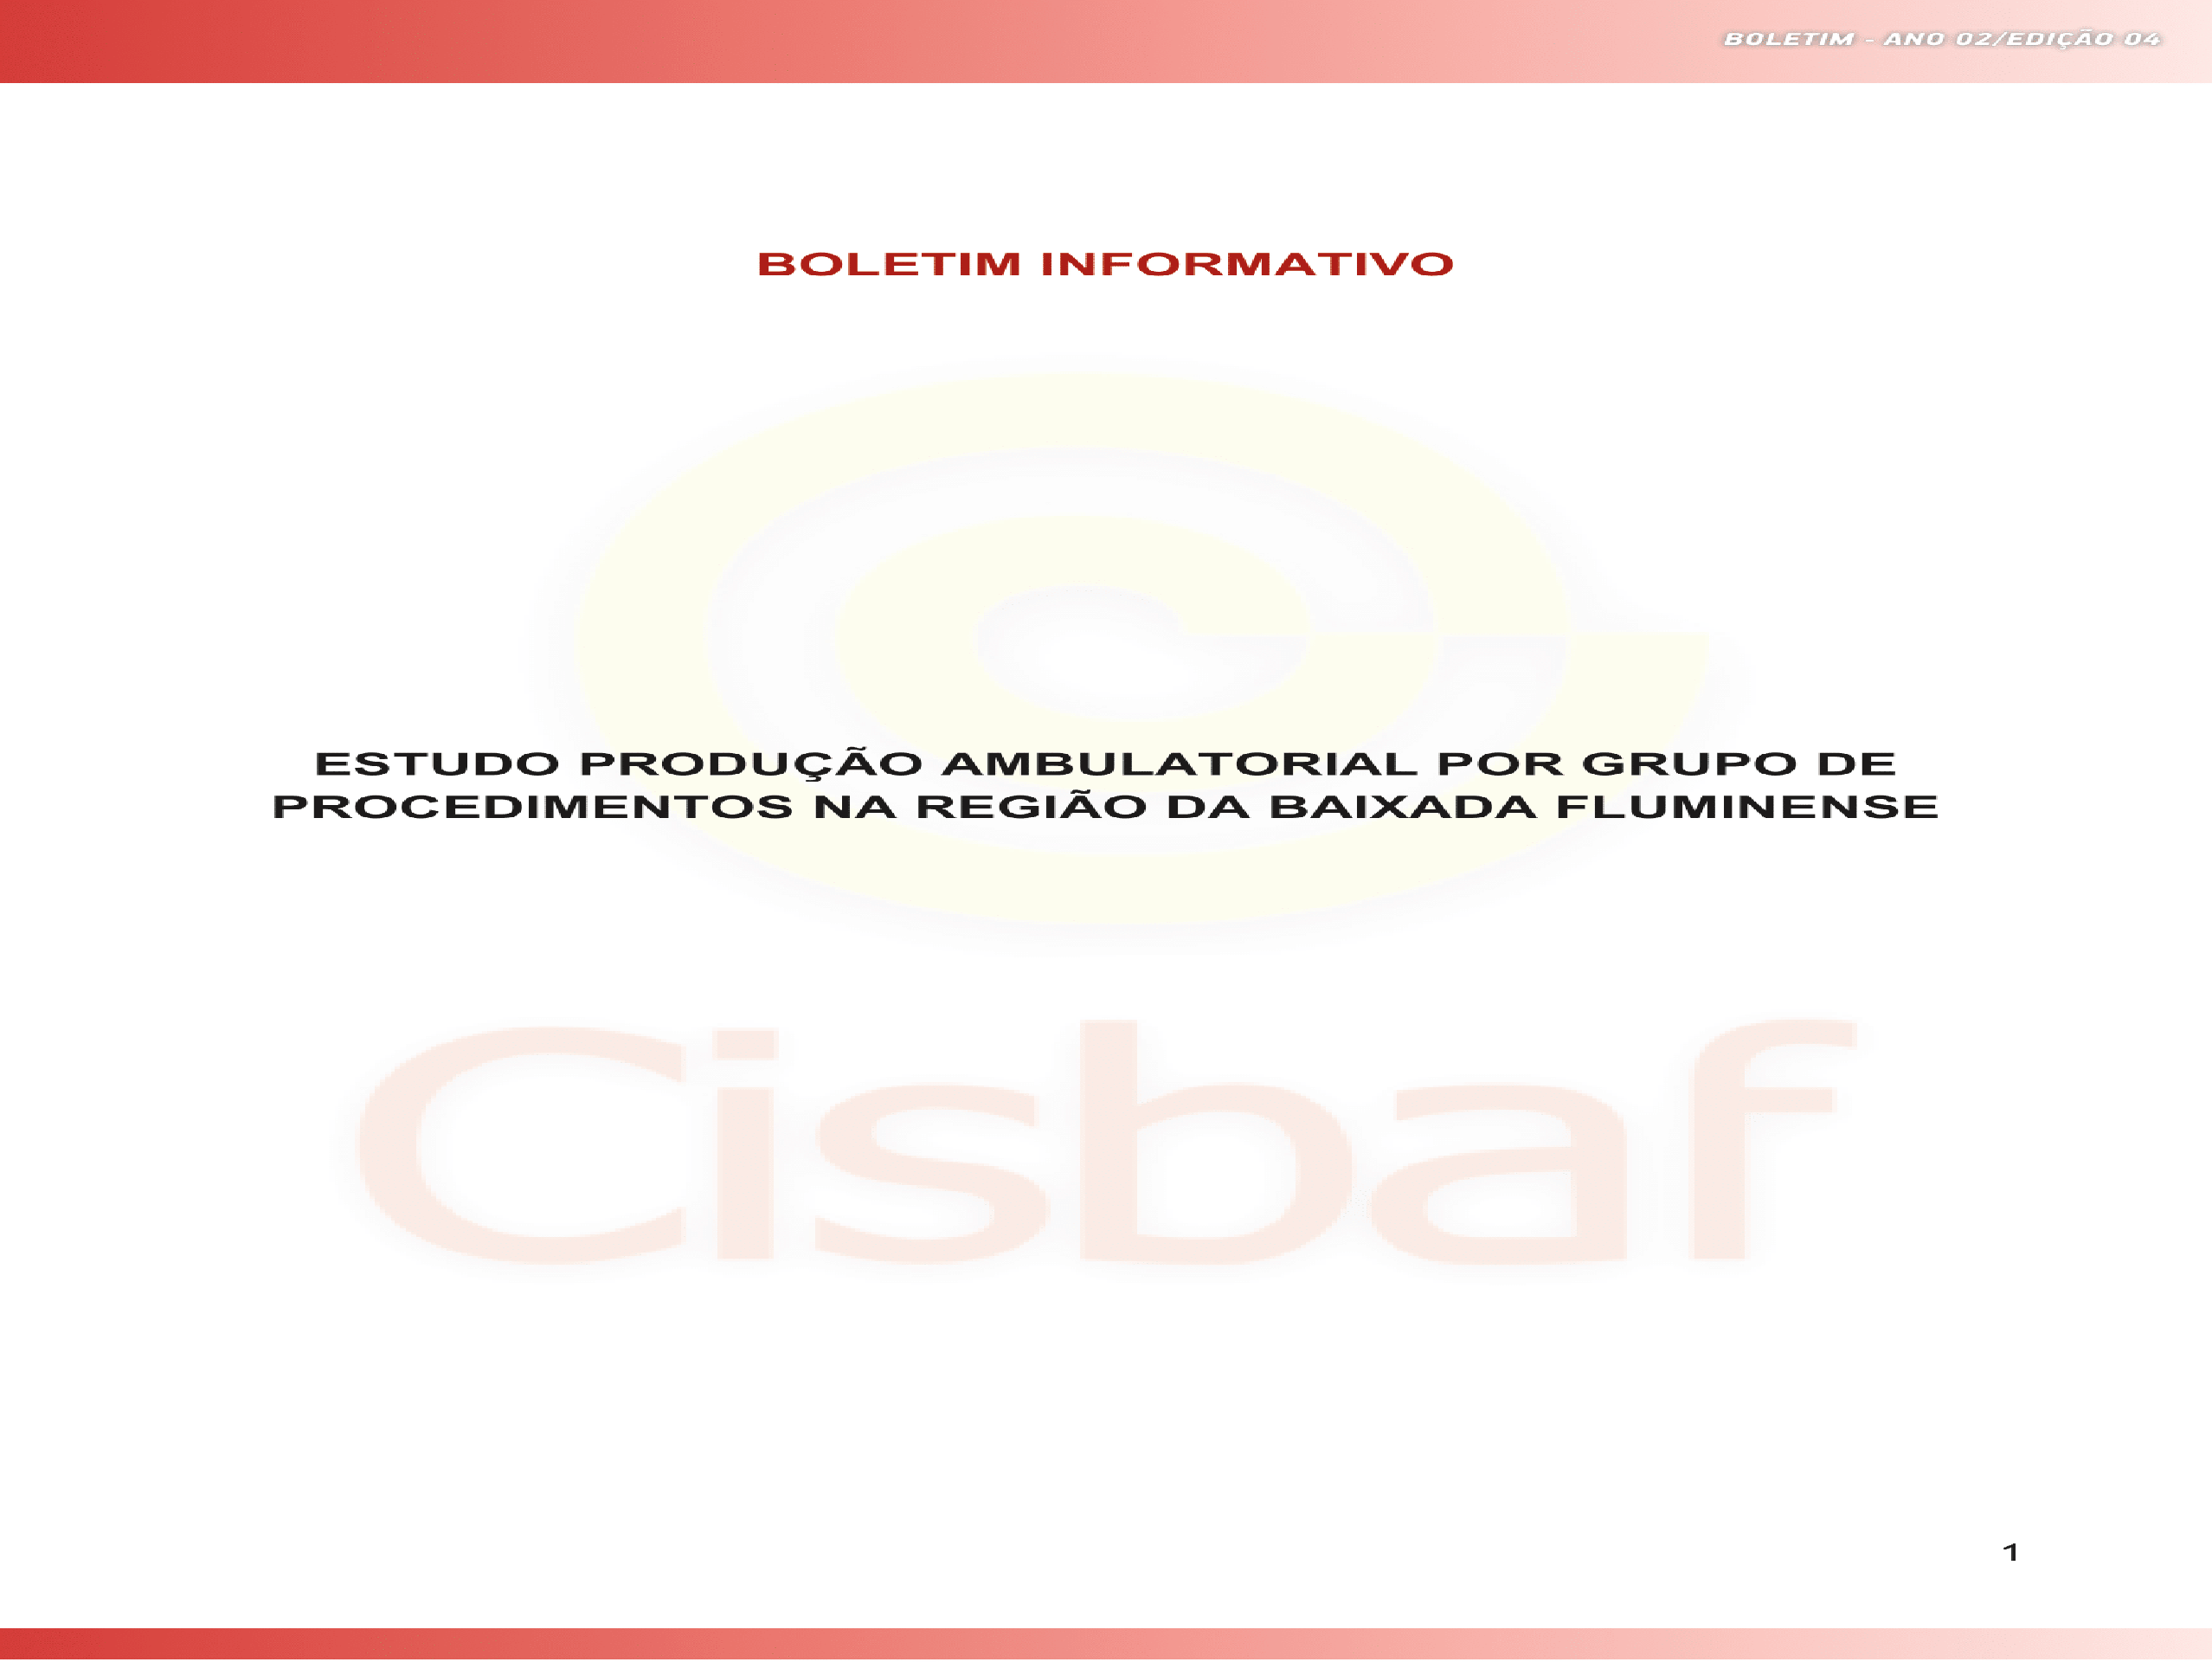 BOLETIM - ANO 02/EDIÇÃO 04
BOLETIM INFORMATIVO
ESTUDO PRODUÇÃO AMBULATORIAL POR GRUPO DE
PROCEDIMENTOS NA REGIÃO DA BAIXADA FLUMINENSE
Cisbaf
1